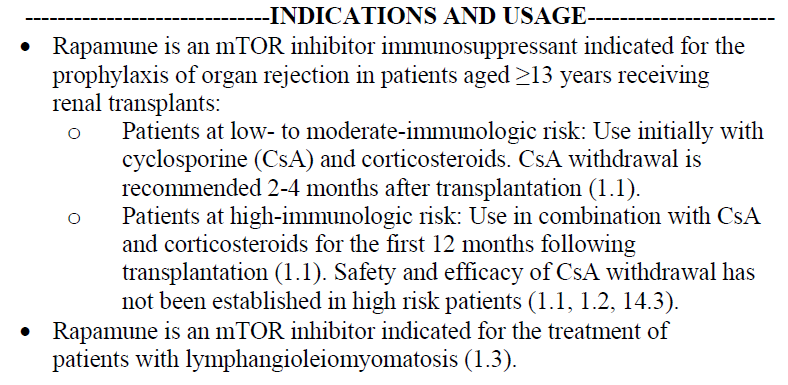 -----------------------------INDICATIONS AND USAGE----------------------
• Rapamune is an mTOR inhibitor immunosuppressant indicated for the
prophylaxis of organ rejection in patients aged ≥13 years receiving
renal transplants:
o Patients at low- to moderate-immunologic risk: Use initially with
cyclosporine (CsA) and corticosteroids. CsA withdrawal is
recommended 2-4 months after transplantation (1.1).
o Patients at high-immunologic risk: Use in combination with CsA
and corticosteroids for the first 12 months following
transplantation (1.1). Safety and efficacy of CsA withdrawal has
not been established in high risk patients (1.1, 1.2, 14.3).
• Rapamune is an mTOR inhibitor indicated for the treatment of
patients with lymphangioleiomyomatosis (1.3).